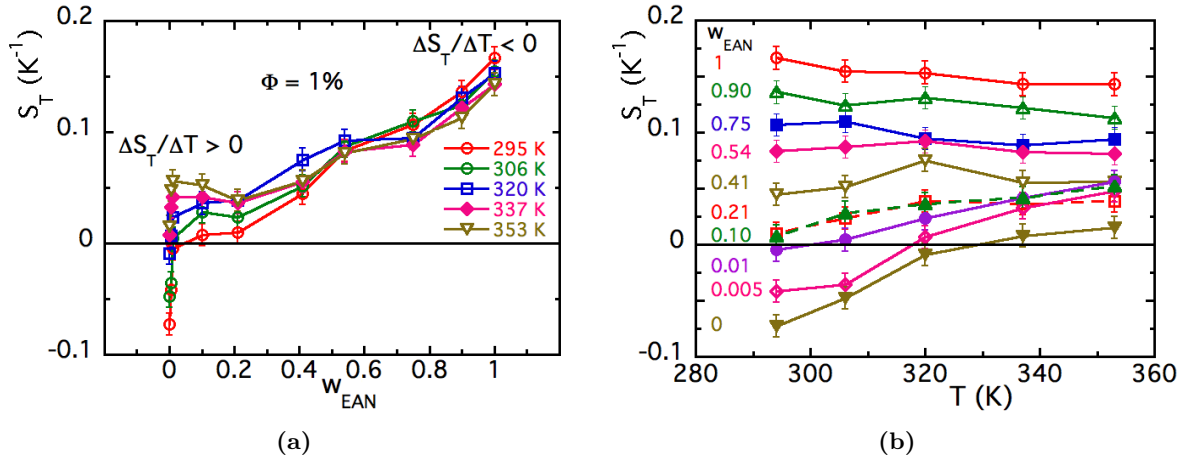 0.2
0.1
0
-0.1
S_T (K⁻¹)
ΔS_T/ΔT < 0
Φ = 1%
ΔS_T/ΔT > 0
295 K
306 K
320 K
337 K
353 K
0 0.2 0.4 0.6 0.8 1
w_EAN
(a)
0.2
0.1
0
-0.1
S_T (K⁻¹)
w_EAN
1
0.90
0.75
0.54
0.41
0.21
0.10
0.01
0.005
0
280 300 320 340 360
T (K)
(b)